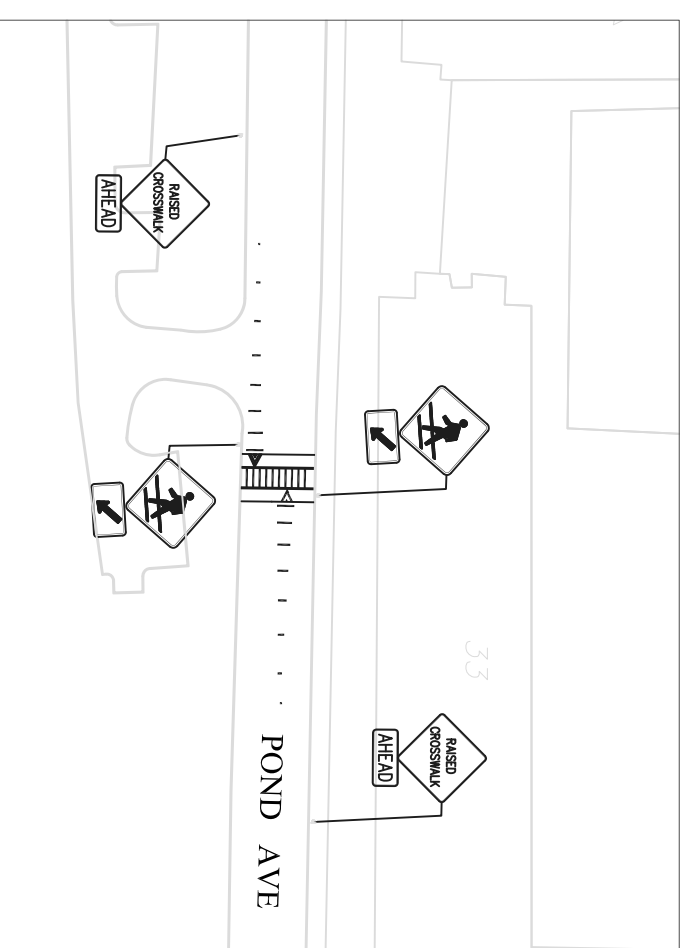 RAISED
CROSSWALK
AHEAD
33
RAISED
CROSSWALK
AHEAD
POND AVE